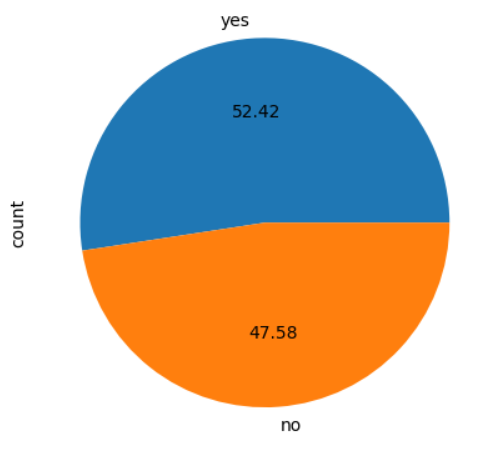 yes
52.42
count
47.58
no